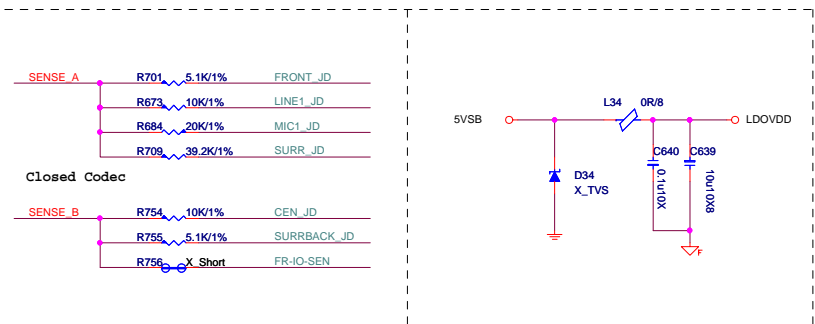 SENSE_A R701 5.1K/1% FRONT_JD
R673 10K/1% LINE1_JD
R684 20K/1% MIC1_JD
R709 39.2K/1% SURR_JD
Closed Codec
SENSE_B R754 10K/1% CEN_JD
R755 5.1K/1% SURRBACK_JD
R756 X_Short FR-IO-SEN
L34 0R/8
5VSB LDOVDD
C640 C639
0.1u10X
10u10X8
D34
X_TVS
F